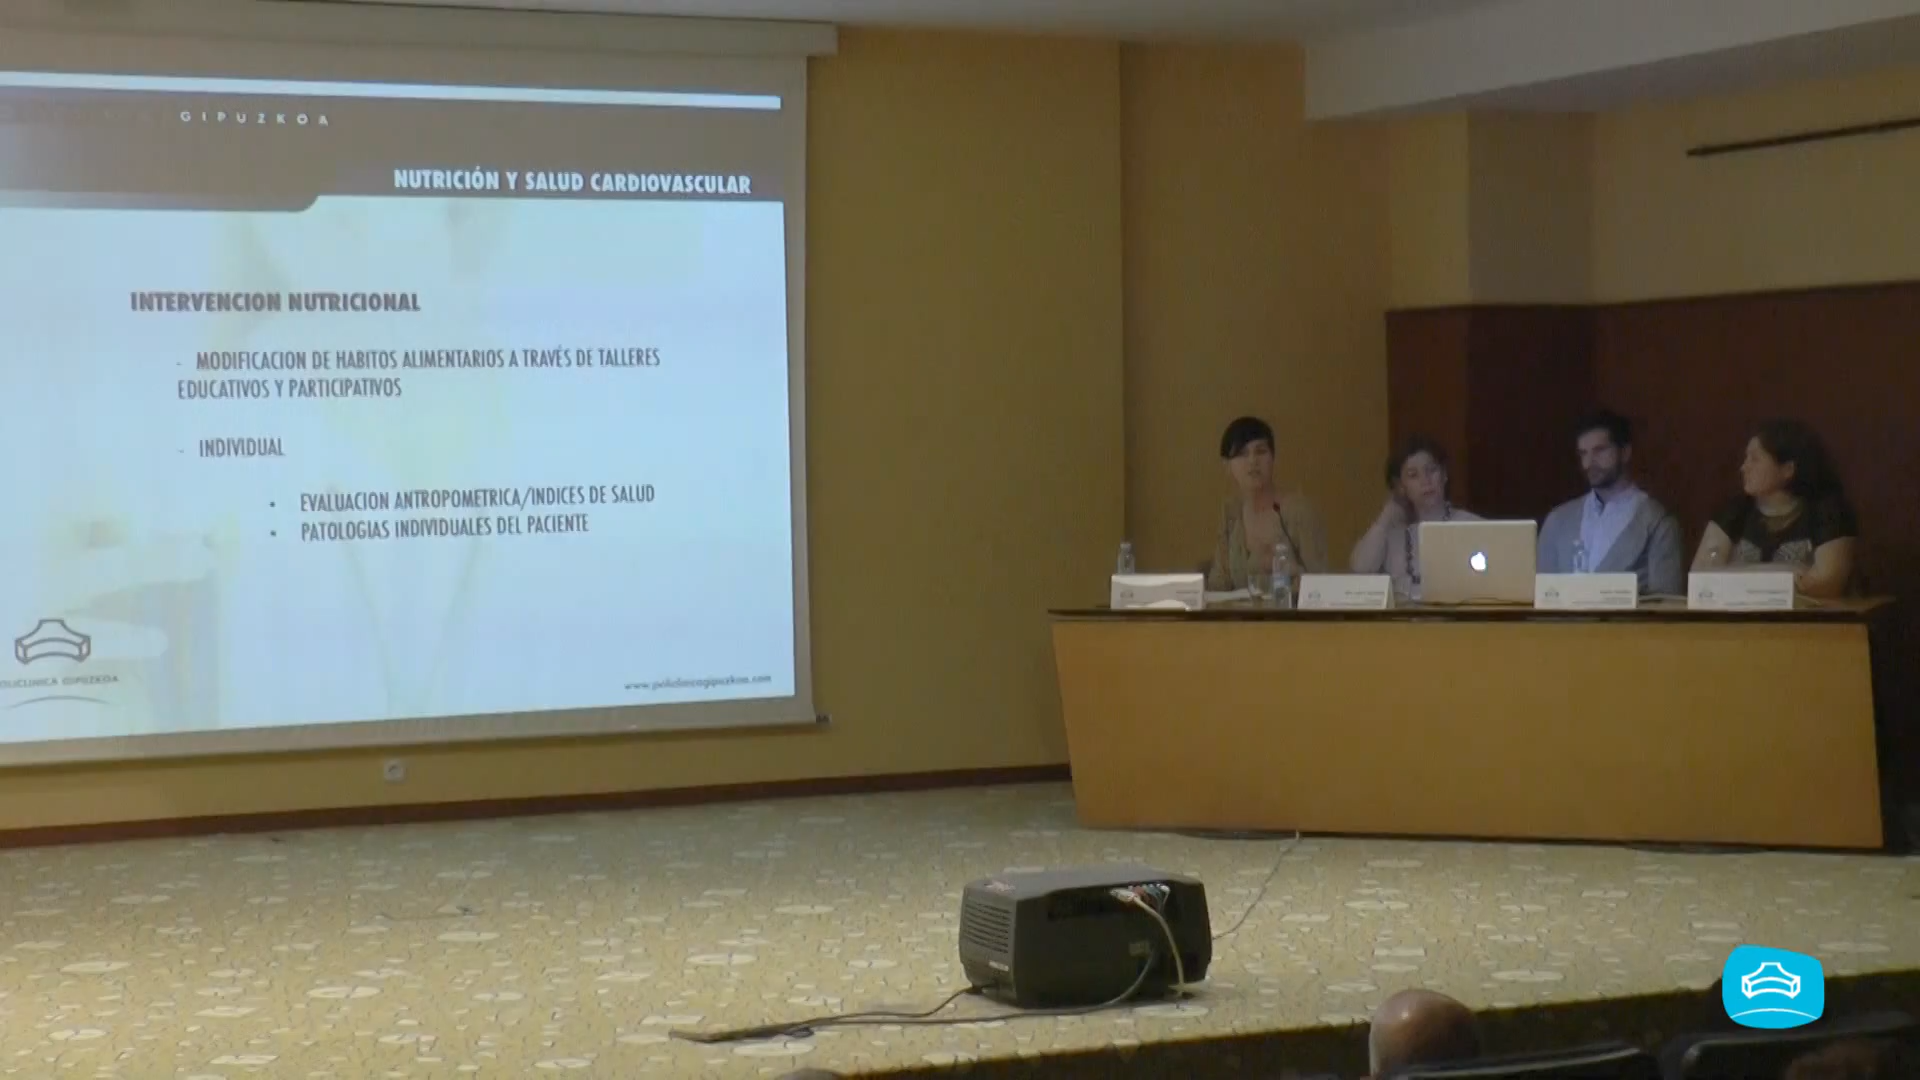 GIPUZKOA
NUTRICIÓN Y SALUD CARDIOVASCULAR
INTERVENCION NUTRICIONAL
- MODIFICACION DE HABITOS ALIMENTARIOS A TRAVÉS DE TALLERES
EDUCATIVOS Y PARTICIPATIVOS
- INDIVIDUAL
• EVALUACION ANTROPOMETRICA/INDICES DE SALUD
• PATOLOGIAS INDIVIDUALES DEL PACIENTE
GIPUZKOA
www.policlinicagipuzkoa.com